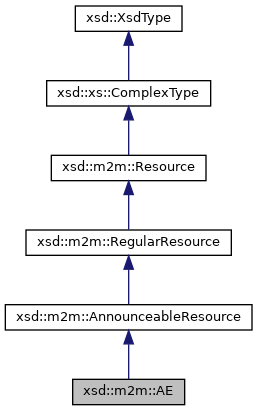 xsd::XsdType
xsd::xs::ComplexType
xsd::m2m::Resource
xsd::m2m::RegularResource
xsd::m2m::AnnounceableResource
xsd::m2m::AE